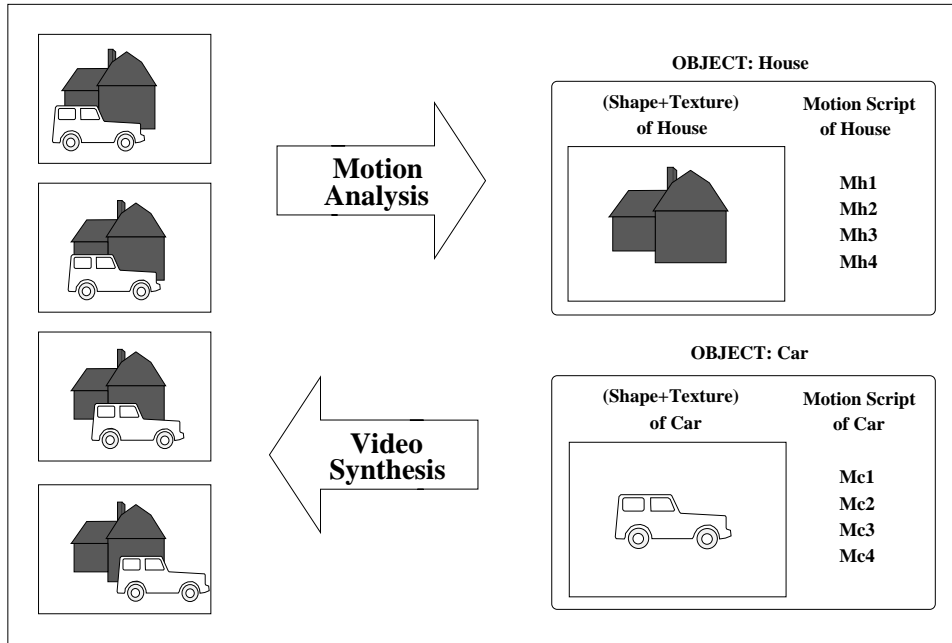 OBJECT: House
(Shape+Texture)
of House
Motion Script
of House
Mh1
Mh2
Mh3
Mh4
Motion
Analysis
OBJECT: Car
(Shape+Texture)
of Car
Motion Script
of Car
Mc1
Mc2
Mc3
Mc4
Video
Synthesis